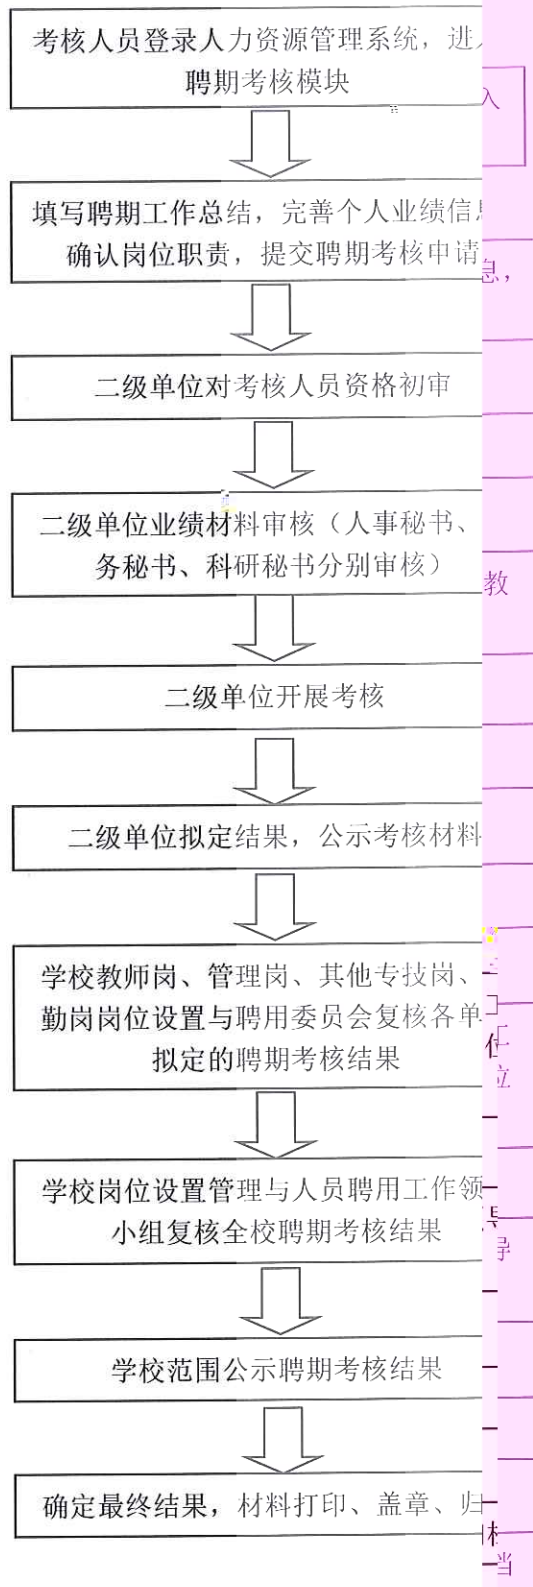 考核人员登录人力资源管理系统，进入
聘期考核模块
填写聘期工作总结，完善个人业绩信息，
确认岗位职责，提交聘期考核申请
二级单位对考核人员资格初审
二级单位业绩材料审核（人事秘书、教
务秘书、科研秘书分别审核）
二级单位开展考核
二级单位拟定结果，公示考核材料
学校教师岗、管理岗、其他专技岗、工
勤岗岗位设置与聘用委员会复核各单位
拟定的聘期考核结果
学校岗位设置管理与人员聘用工作领导
小组复核全校聘期考核结果
学校范围公示聘期考核结果
确定最终结果，材料打印、盖章、归档